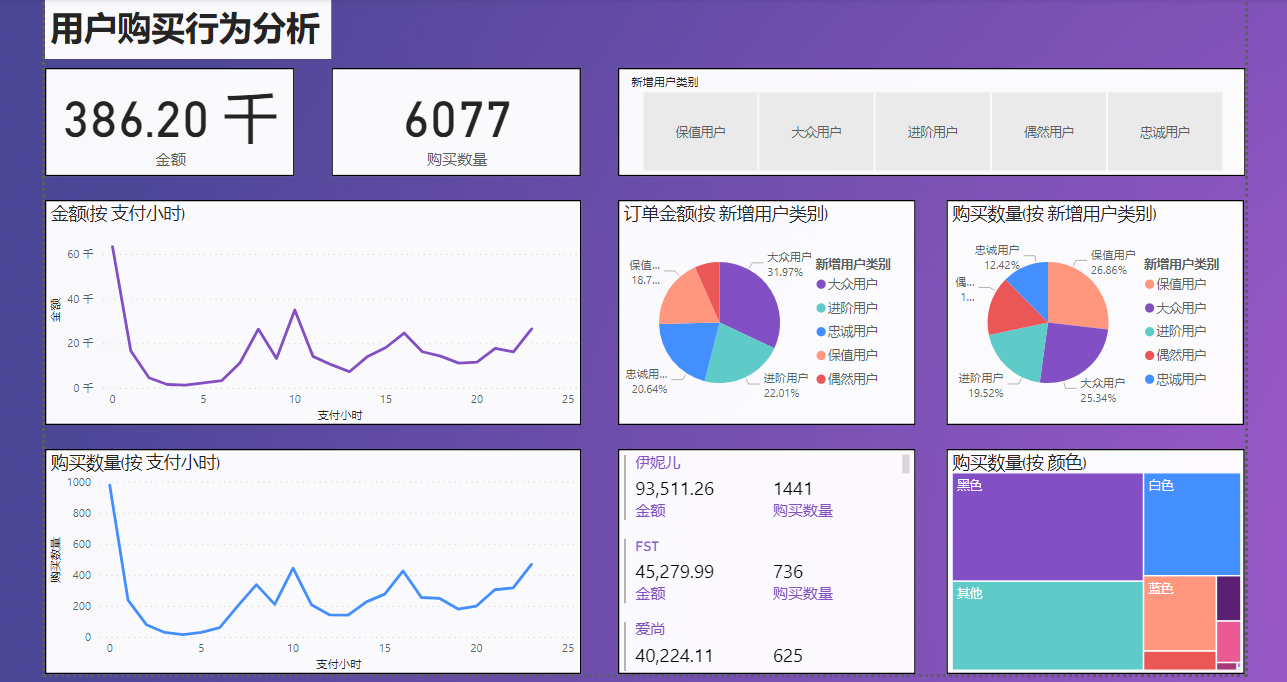 用户购买行为分析
386.20 千
金额
6077
购买数量
新增用户类别
保值用户
大众用户
进阶用户
偶然用户
忠诚用户
金额(按 支付小时)
60 千
40 千
20 千
0 千
金额
0
5
10
15
20
25
支付小时
订单金额(按 新增用户类别)
大众用户
31.97%
进阶用户
22.01%
忠诚用...
20.64%
保值...
18.7...
新增用户类别
大众用户
进阶用户
忠诚用户
保值用户
偶然用户
购买数量(按 新增用户类别)
保值用户
26.86%
大众用户
25.34%
进阶用户
19.52%
偶...
1...
忠诚用户
12.42%
新增用户类别
保值用户
大众用户
进阶用户
偶然用户
忠诚用户
购买数量(按 支付小时)
1000
800
600
400
200
0
购买数量
0
5
10
15
20
25
支付小时
伊妮儿
93,511.26
1441
金额
购买数量
FST
45,279.99
736
金额
购买数量
爱尚
40,224.11
625
购买数量(按 颜色)
黑色
白色
其他
蓝色